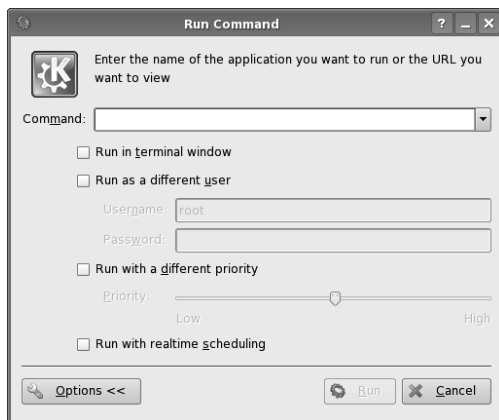 Run Command
?
Enter the name of the application you want to run or the URL you
want to view
Command:
Run in terminal window
Run as a different user
Username: root
Password:
Run with a different priority
Priority:
Low High
Run with realtime scheduling
Options << Run Cancel